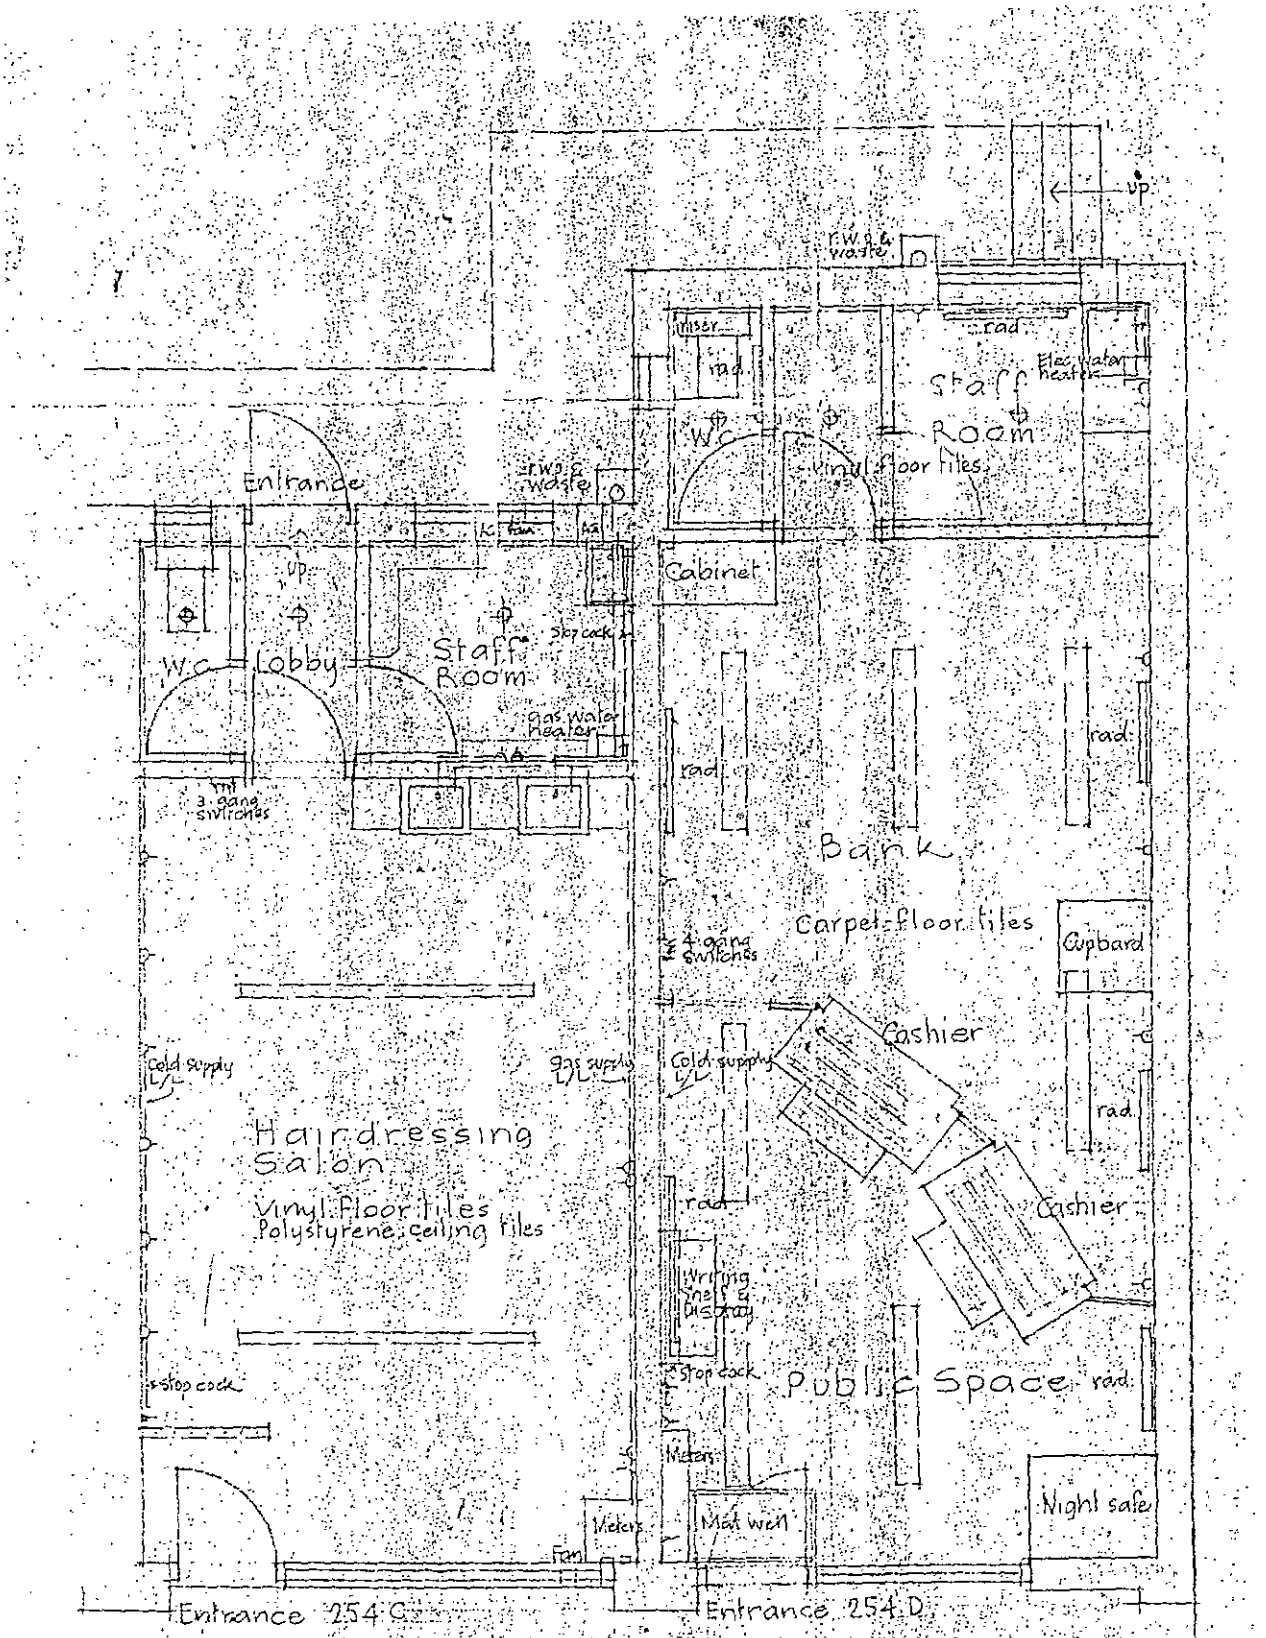 up
r.w.p. &
waste
riser
rad.
rad.
Elec water
heater
Staff
Room
W.C.
Vinyl floor tiles
Entrance
r.w.p. &
waste
fan
up
Cabinet
Stop cock
W.C.
Lobby
Staff
Room
gas water
heater
rad.
rad.
3 gang
switches
Bank
Carpet floor tiles
Cupboard
4 gang
switches
Cashier
Cold supply
gas supply
Cold supply
rad.
Hairdressing
Salon
Vinyl floor tiles
Polystyrene ceiling tiles
rad.
Cashier
Writing
Shelf &
Display
stop cock
Stop cock
Public Space
rad.
Meters
Meters
Mat well
Night safe
Fan
Entrance 254 C
Entrance 254 D